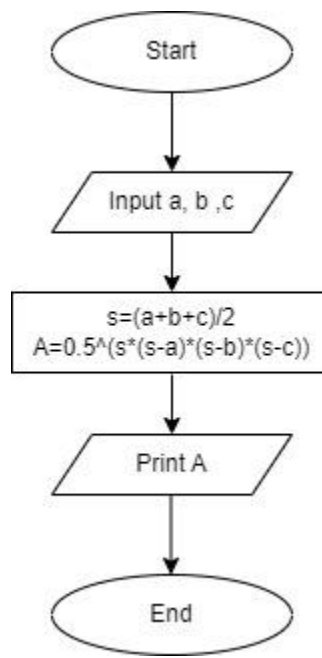 Start
Input a, b ,c
s=(a+b+c)/2
A=0.5^(s*(s-a)*(s-b)*(s-c))
Print A
End